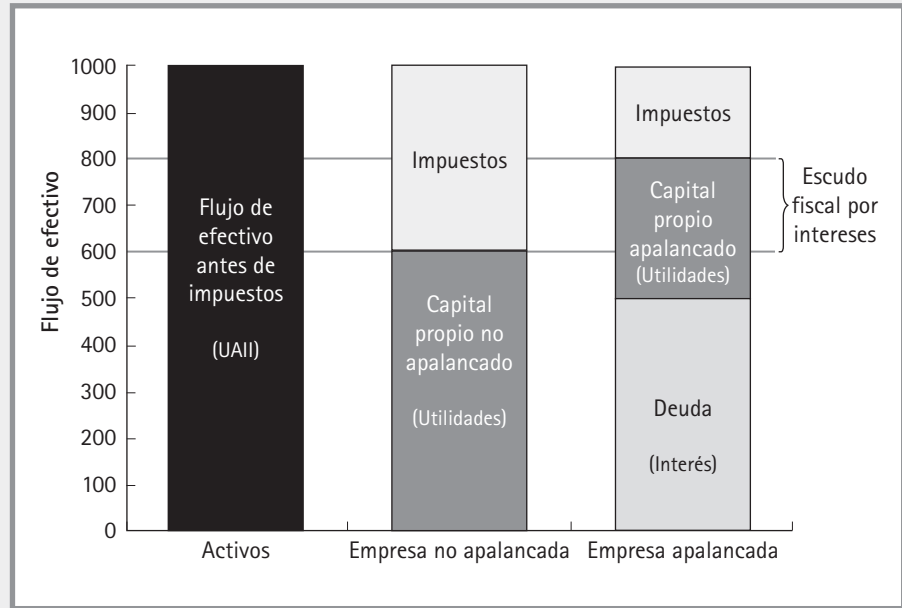 1000
900
800
700
600
500
400
300
200
100
0
Flujo de efectivo
Flujo de
efectivo
antes de
impuestos
(UAII)
Impuestos
Capital
propio no
apalancado
(Utilidades)
Impuestos
Capital
propio
apalancado
(Utilidades)
Deuda
(Interés)
Escudo
fiscal por
intereses
Activos
Empresa no apalancada
Empresa apalancada